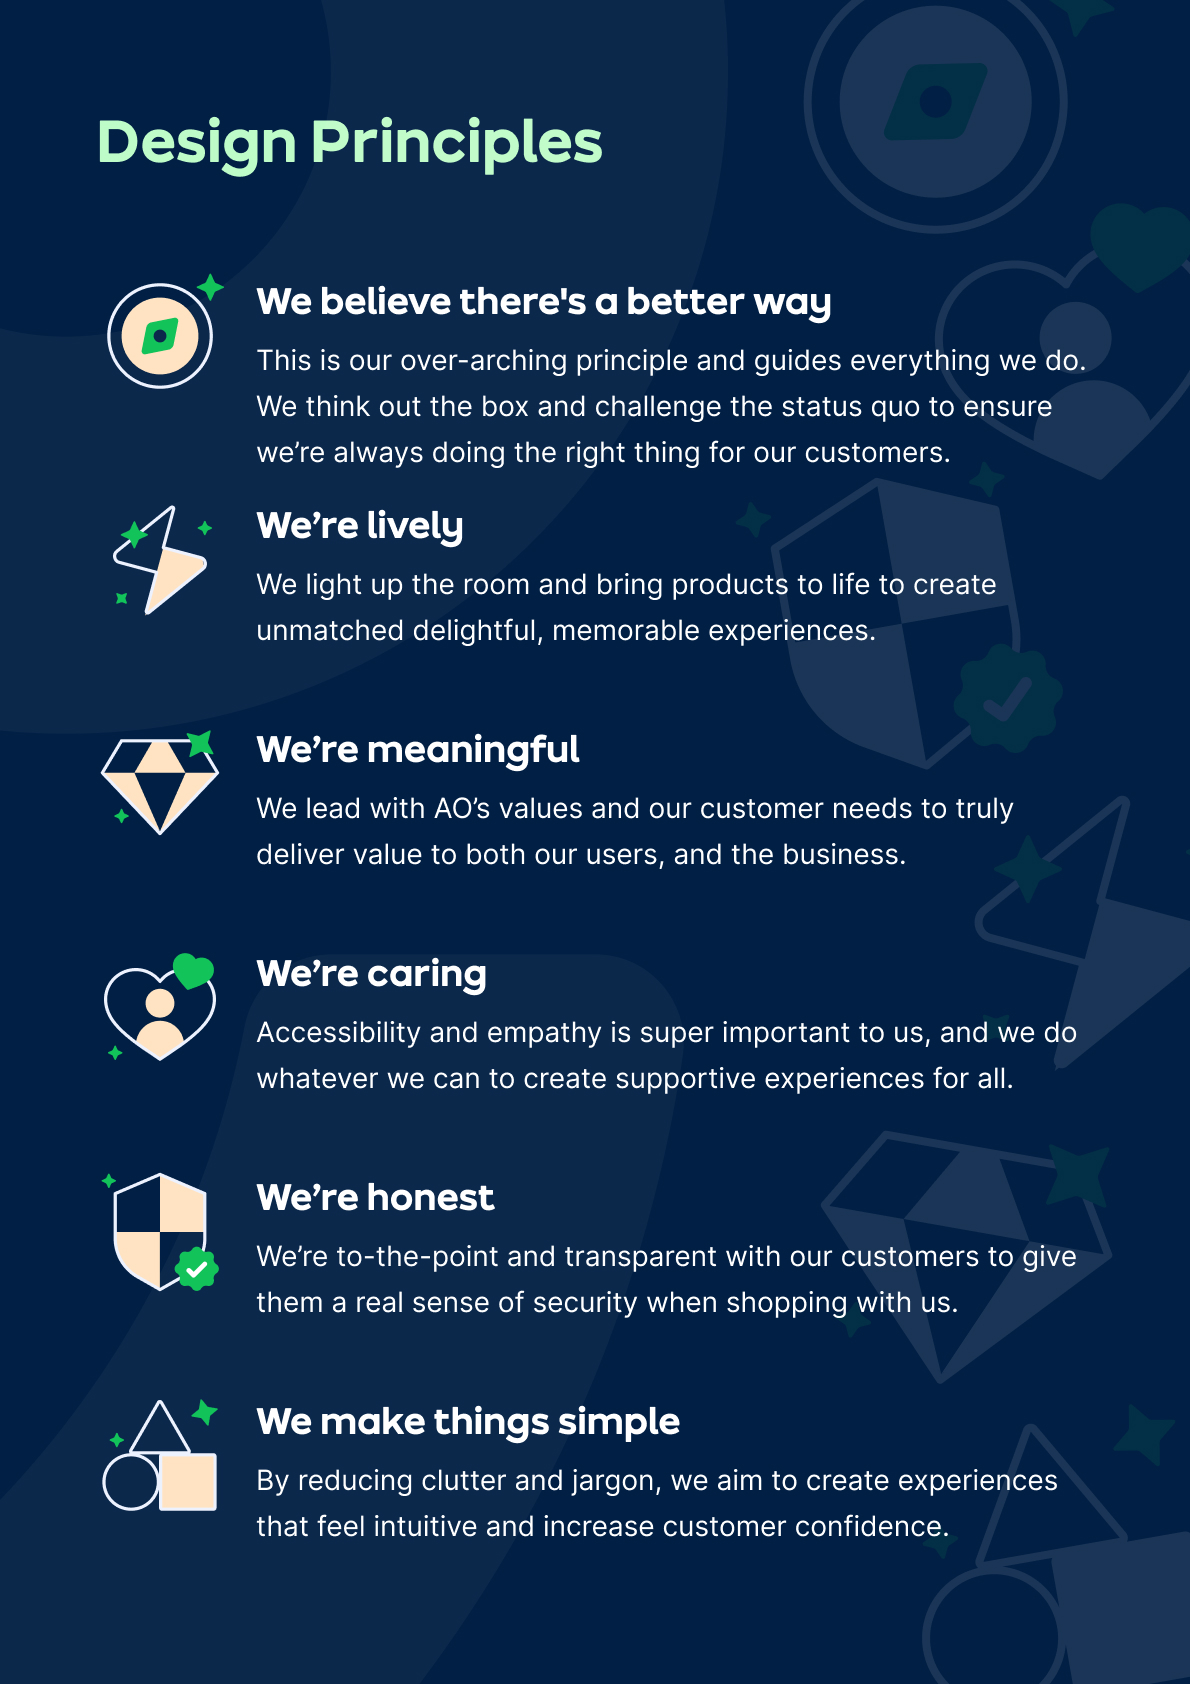 Design Principles
We believe there's a better way
This is our over-arching principle and guides everything we do.
We think out the box and challenge the status quo to ensure
we’re always doing the right thing for our customers.
We’re lively
We light up the room and bring products to life to create
unmatched delightful, memorable experiences.
We’re meaningful
We lead with AO’s values and our customer needs to truly
deliver value to both our users, and the business.
We’re caring
Accessibility and empathy is super important to us, and we do
whatever we can to create supportive experiences for all.
We’re honest
We’re to-the-point and transparent with our customers to give
them a real sense of security when shopping with us.
We make things simple
By reducing clutter and jargon, we aim to create experiences
that feel intuitive and increase customer confidence.